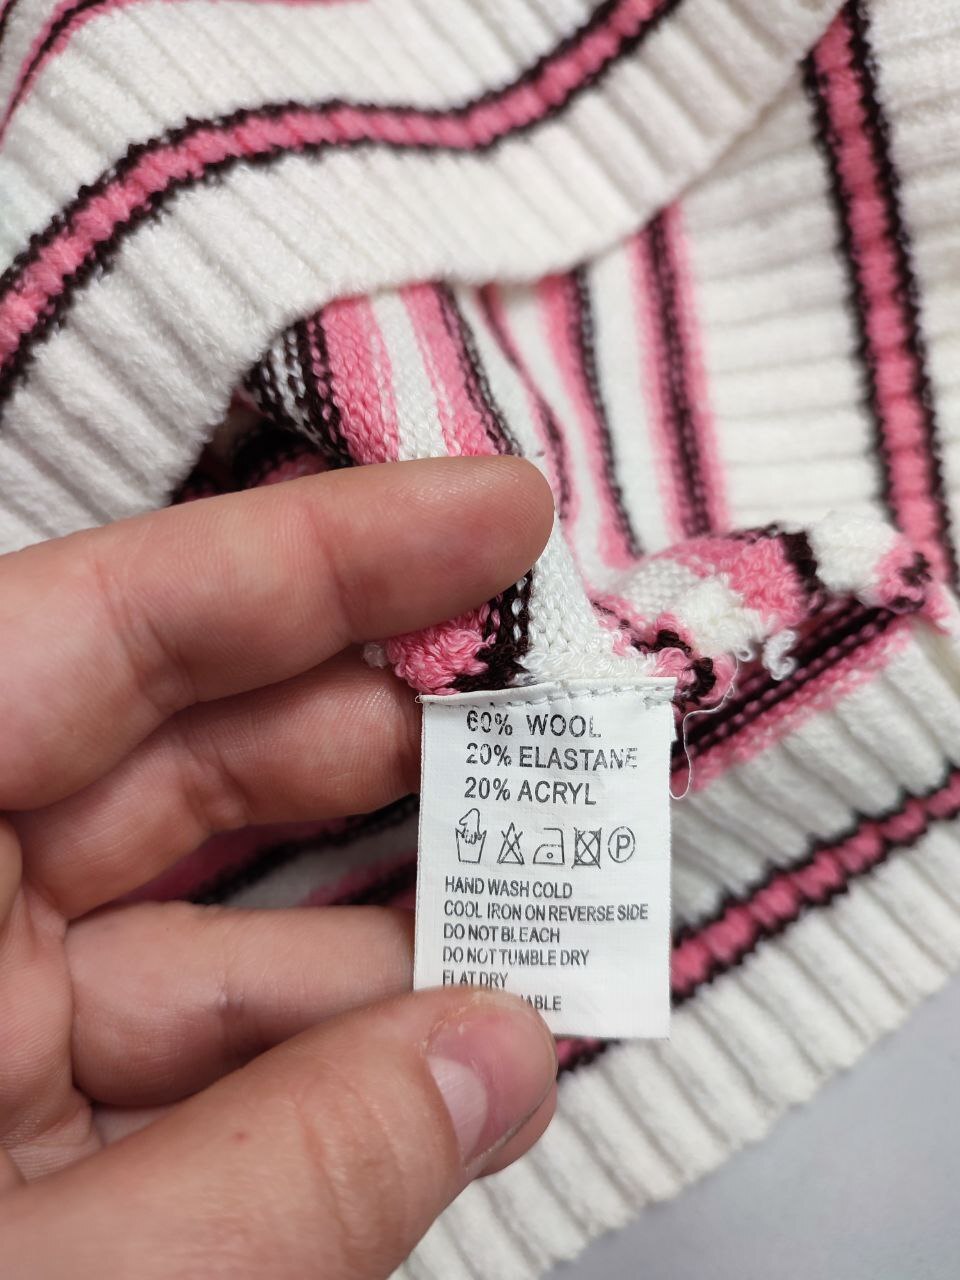 60% WOOL
20% ELASTANE
20% ACRYL
P
HAND WASH COLD
COOL IRON ON REVERSE SIDE
DO NOT BLEACH
DO NOT TUMBLE DRY
FLAT DRY